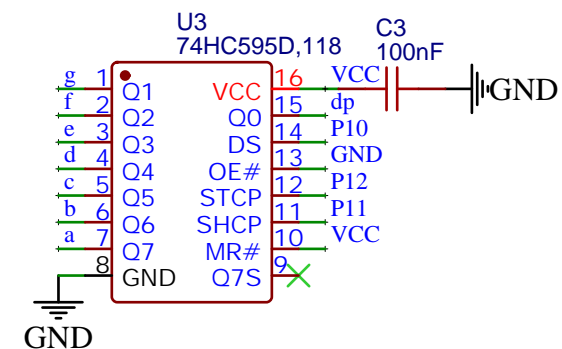 U3
74HC595D,118
C3
100nF
g 1 Q1 VCC 16 VCC GND
f 2 Q2 Q0 15 dp
e 3 Q3 DS 14 P10
d 4 Q4 OE# 13 GND
c 5 Q5 STCP 12 P12
b 6 Q6 SHCP 11 P11
a 7 Q7 MR# 10 VCC
8 GND Q7S 9
GND